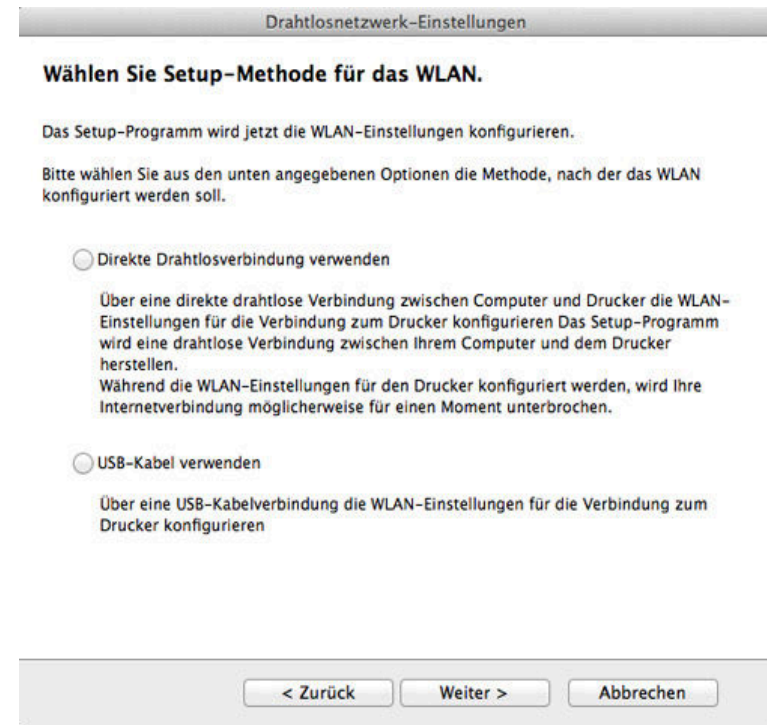 Drahtlosnetzwerk-Einstellungen
Wählen Sie Setup-Methode für das WLAN.
Das Setup-Programm wird jetzt die WLAN-Einstellungen konfigurieren.
Bitte wählen Sie aus den unten angegebenen Optionen die Methode, nach der das WLAN
konfiguriert werden soll.
Direkte Drahtlosverbindung verwenden
Über eine direkte drahtlose Verbindung zwischen Computer und Drucker die WLAN-
Einstellungen für die Verbindung zum Drucker konfigurieren Das Setup-Programm
wird eine drahtlose Verbindung zwischen Ihrem Computer und dem Drucker
herstellen.
Während die WLAN-Einstellungen für den Drucker konfiguriert werden, wird Ihre
Internetverbindung möglicherweise für einen Moment unterbrochen.
USB-Kabel verwenden
Über eine USB-Kabelverbindung die WLAN-Einstellungen für die Verbindung zum
Drucker konfigurieren
< Zurück Weiter > Abbrechen